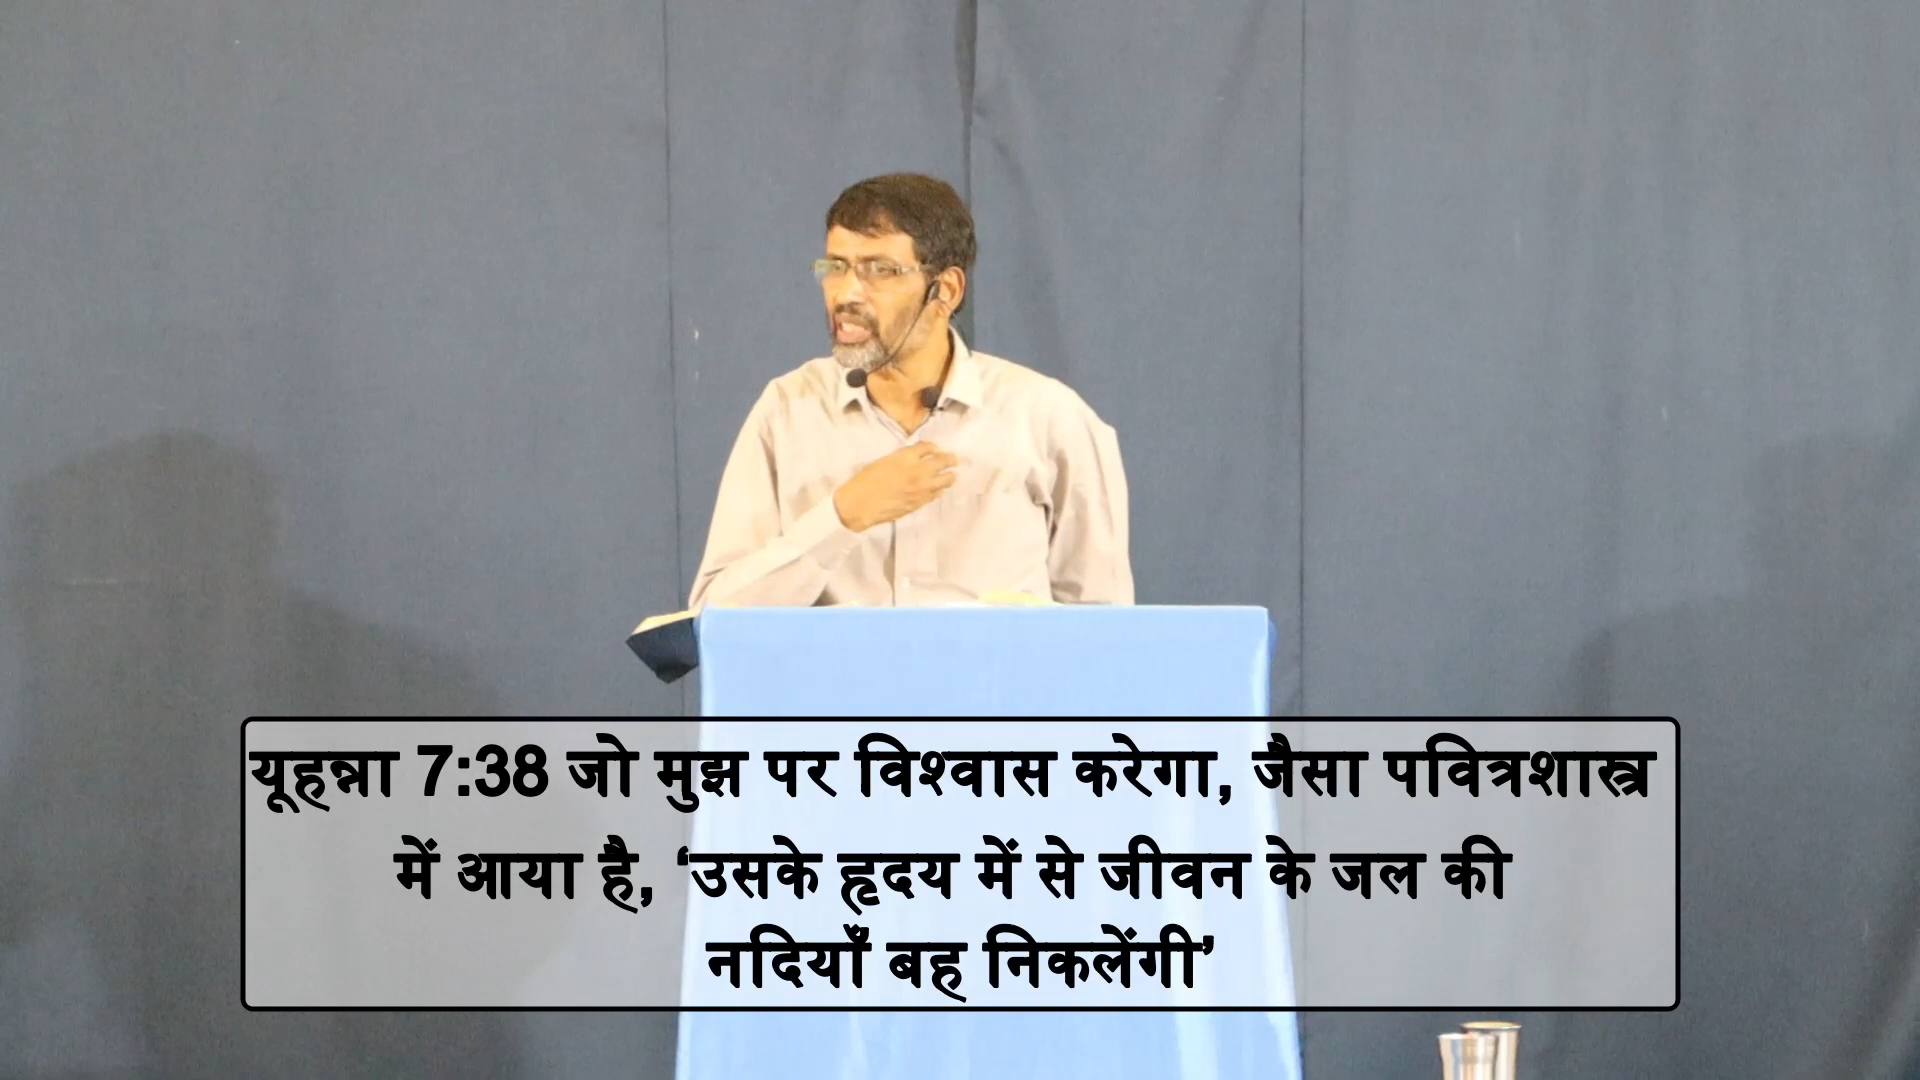 यूहन्ना 7:38 जो मुझ पर विश्वास करेगा, जैसा पवित्रशास्त्र
में आया है, ‘उसके हृदय में से जीवन के जल की
नदियाँ बह निकलेंगी’